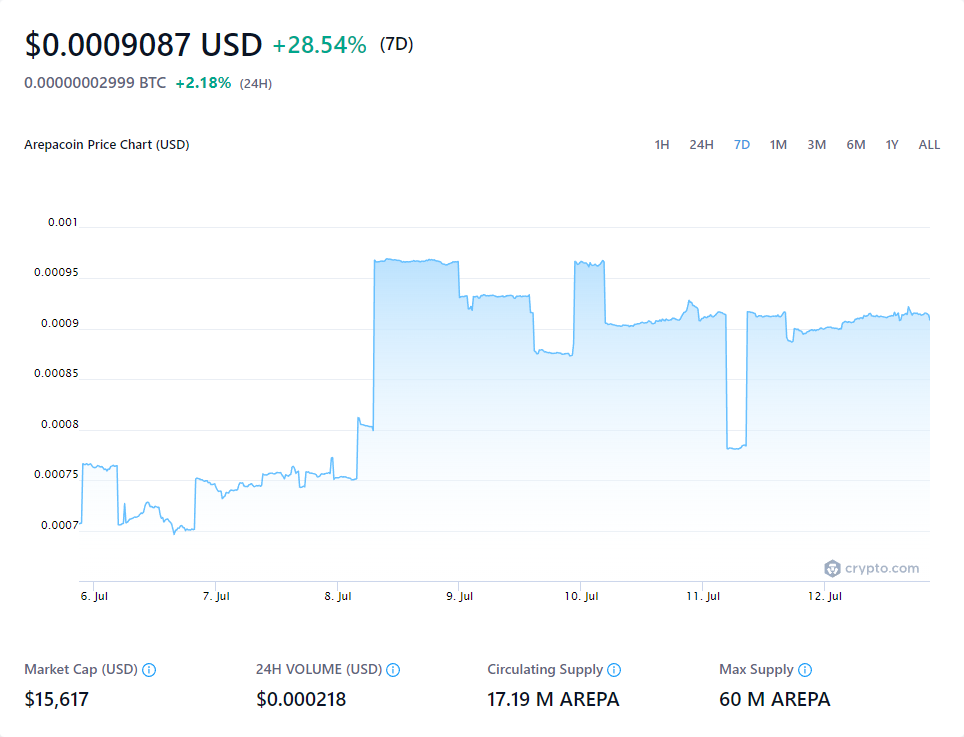 $0.0009087 USD +28.54% (7D)
0.00000002999 BTC +2.18% (24H)
Arepacoin Price Chart (USD) 1H 24H 7D 1M 3M 6M 1Y ALL
0.001
0.00095
0.0009
0.00085
0.0008
0.00075
0.0007
crypto.com
6. Jul 7. Jul 8. Jul 9. Jul 10. Jul 11. Jul 12. Jul
Market Cap (USD) 24H VOLUME (USD) Circulating Supply Max Supply
$15,617 $0.000218 17.19 M AREPA 60 M AREPA